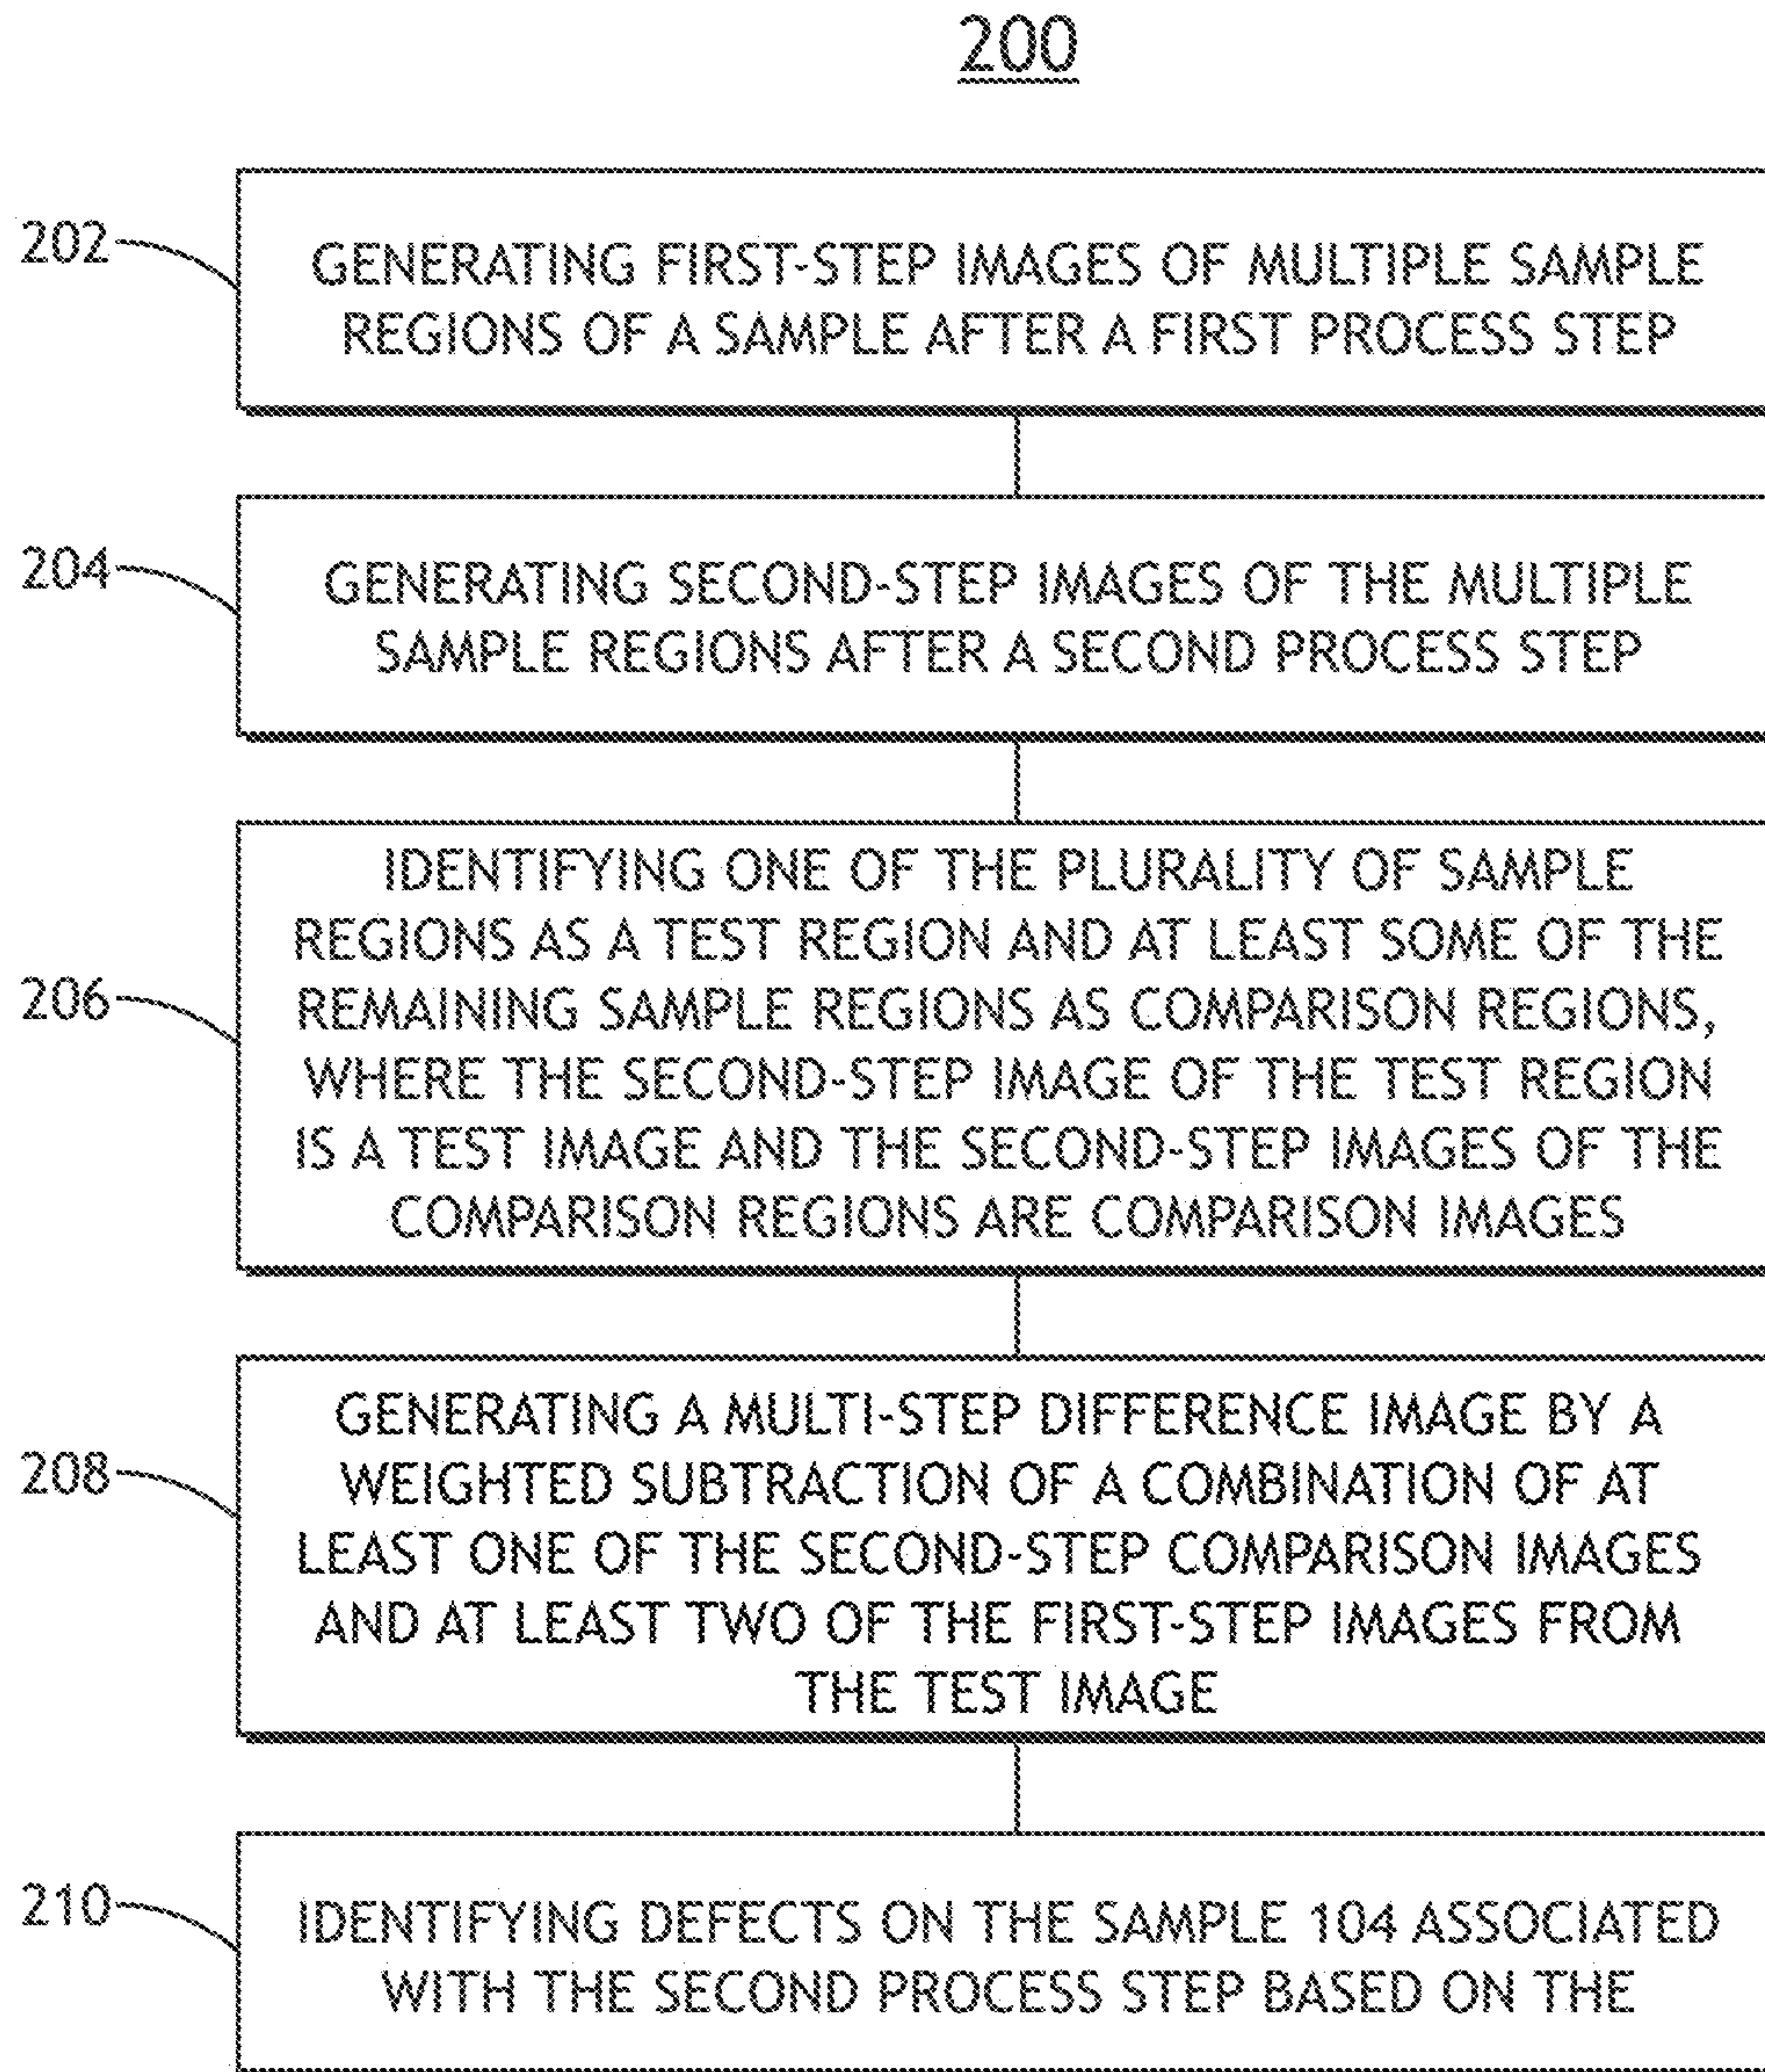 200
202
GENERATING FIRST-STEP IMAGES OF MULTIPLE SAMPLE
REGIONS OF A SAMPLE AFTER A FIRST PROCESS STEP
204
GENERATING SECOND-STEP IMAGES OF THE MULTIPLE
SAMPLE REGIONS AFTER A SECOND PROCESS STEP
206
IDENTIFYING ONE OF THE PLURALITY OF SAMPLE
REGIONS AS A TEST REGION AND AT LEAST SOME OF THE
REMAINING SAMPLE REGIONS AS COMPARISON REGIONS,
WHERE THE SECOND-STEP IMAGE OF THE TEST REGION
IS A TEST IMAGE AND THE SECOND-STEP IMAGES OF THE
COMPARISON REGIONS ARE COMPARISON IMAGES
208
GENERATING A MULTI-STEP DIFFERENCE IMAGE BY A
WEIGHTED SUBTRACTION OF A COMBINATION OF AT
LEAST ONE OF THE SECOND-STEP COMPARISON IMAGES
AND AT LEAST TWO OF THE FIRST-STEP IMAGES FROM
THE TEST IMAGE
210
IDENTIFYING DEFECTS ON THE SAMPLE 104 ASSOCIATED
WITH THE SECOND PROCESS STEP BASED ON THE